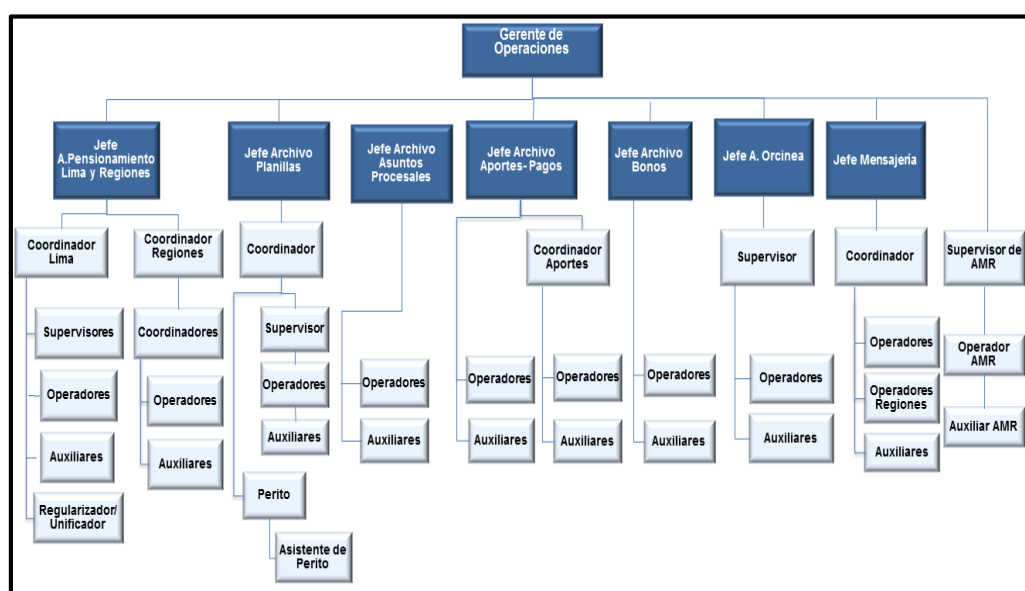 Gerente de
Operaciones
Jefe
A.Pensionamiento
Lima y Regiones
Jefe Archivo
Planillas
Jefe Archivo
Asuntos
Procesales
Jefe Archivo
Aportes- Pagos
Jefe Archivo
Bonos
Jefe A. Orcinea
Jefe Mensajería
Coordinador
Lima
Coordinador
Regiones
Coordinador
Coordinador
Aportes
Supervisor
Coordinador
Supervisor de
AMR
Supervisores
Coordinadores
Supervisor
Operadores
Operador
AMR
Operadores
Operadores
Operadores
Operadores
Operadores
Operadores
Operadores
Operadores
Operadores
Regiones
Auxiliares
Auxiliares
Auxiliares
Auxiliares
Auxiliares
Auxiliares
Auxiliares
Auxiliares
Auxiliares
Auxiliar AMR
Regularizador/
Unificador
Perito
Asistente de
Perito